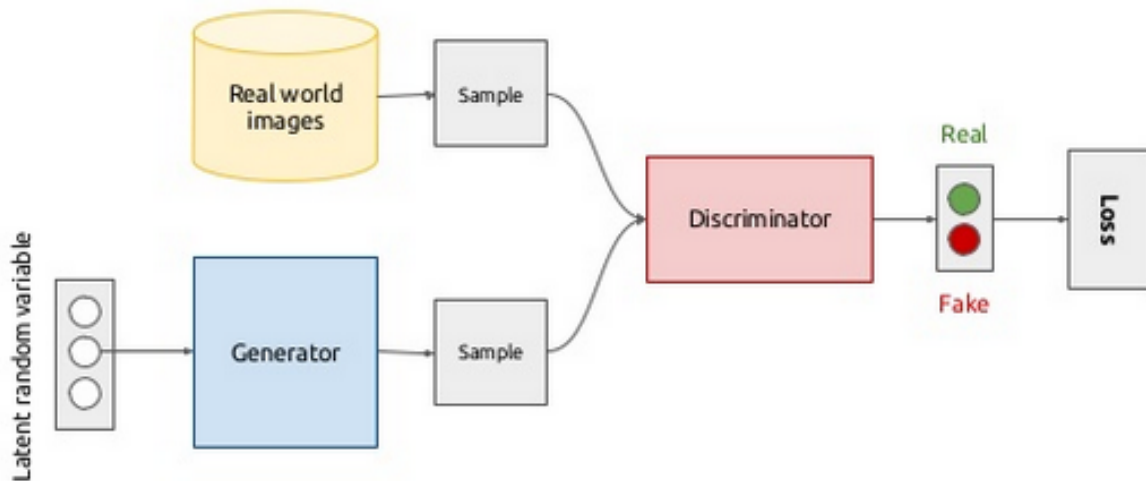 Real world
images
Sample
Real
Discriminator
Loss
Fake
Latent random variable
Generator
Sample